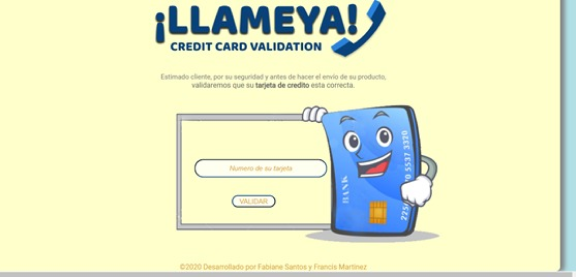 ¡LLAMEYA!
CREDIT CARD VALIDATION
Estimado cliente, por su seguridad y antes de hacer el envio de su producto,
validaremos que su tarjeta de credito esta correcta.
Numero de su tarjeta
VALIDAR
BANK
5537 3370
©2020 Desarrollado por Fabiane Santos y Francis Martinez